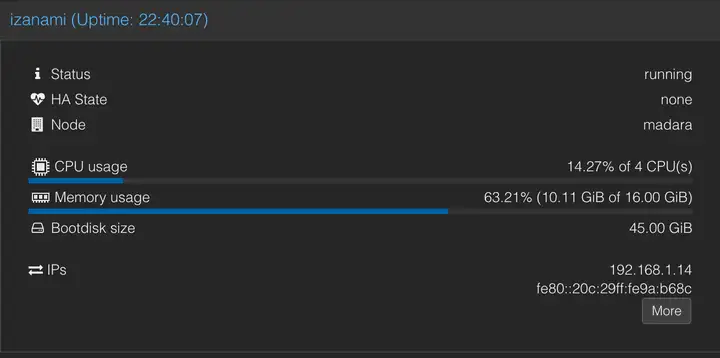 izanami (Uptime: 22:40:07)
Status running
HA State none
Node madara
CPU usage 14.27% of 4 CPU(s)
Memory usage 63.21% (10.11 GiB of 16.00 GiB)
Bootdisk size 45.00 GiB
IPs 192.168.1.14
fe80::20c:29ff:fe9a:b68c
More